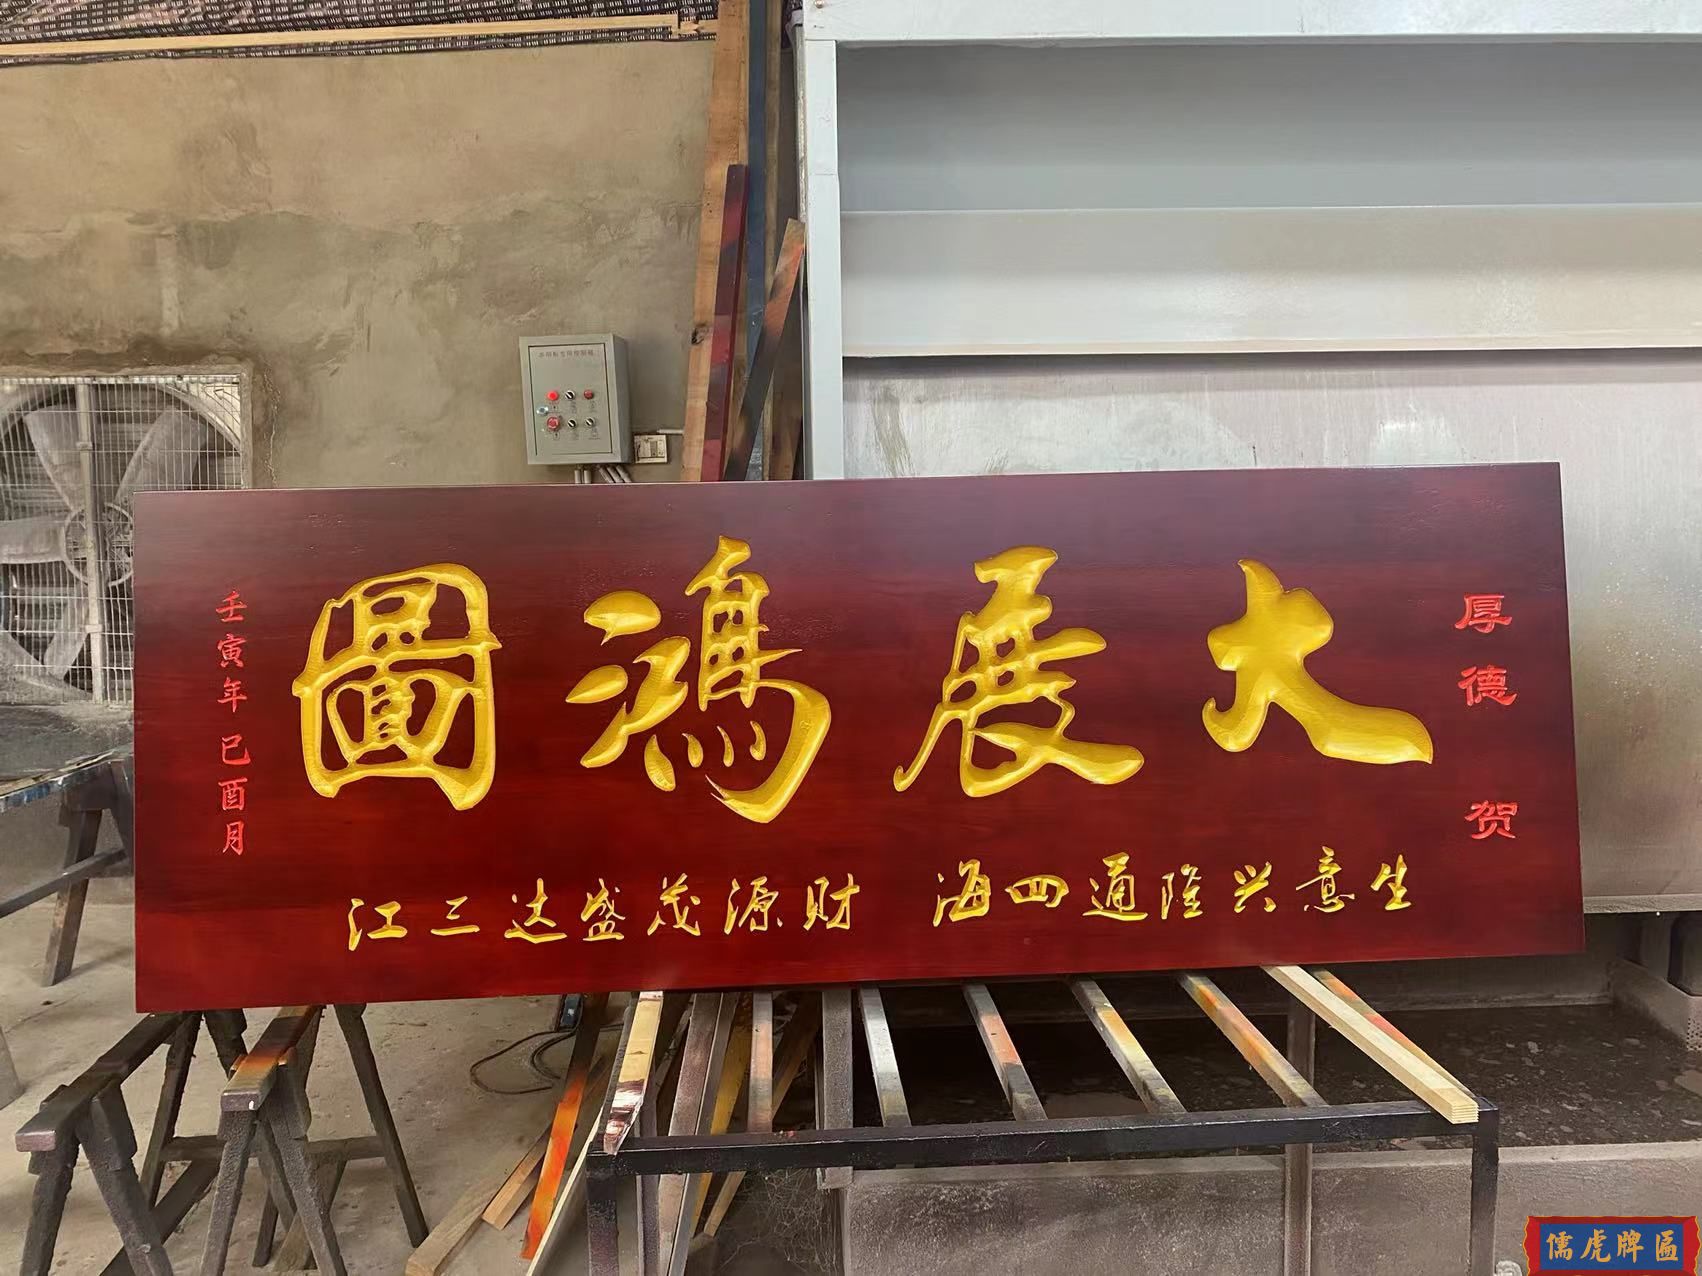 厚德 贺
大展鴻圖
生意兴隆通四海 财源茂盛达三江
壬寅年 已酉月
儒虎牌匾